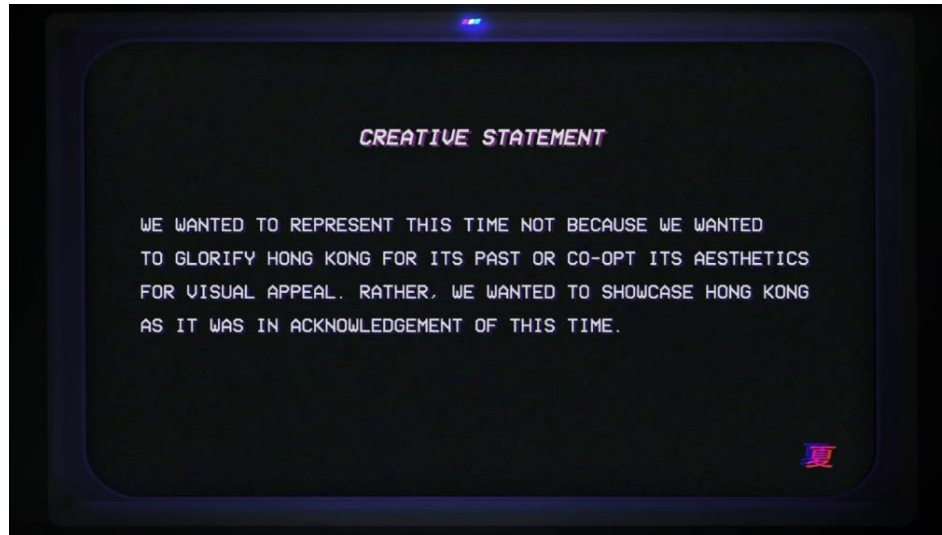 CREATIVE STATEMENT
WE WANTED TO REPRESENT THIS TIME NOT BECAUSE WE WANTED
TO GLORIFY HONG KONG FOR ITS PAST OR CO-OPT ITS AESTHETICS
FOR VISUAL APPEAL. RATHER, WE WANTED TO SHOWCASE HONG KONG
AS IT WAS IN ACKNOWLEDGEMENT OF THIS TIME.
夏